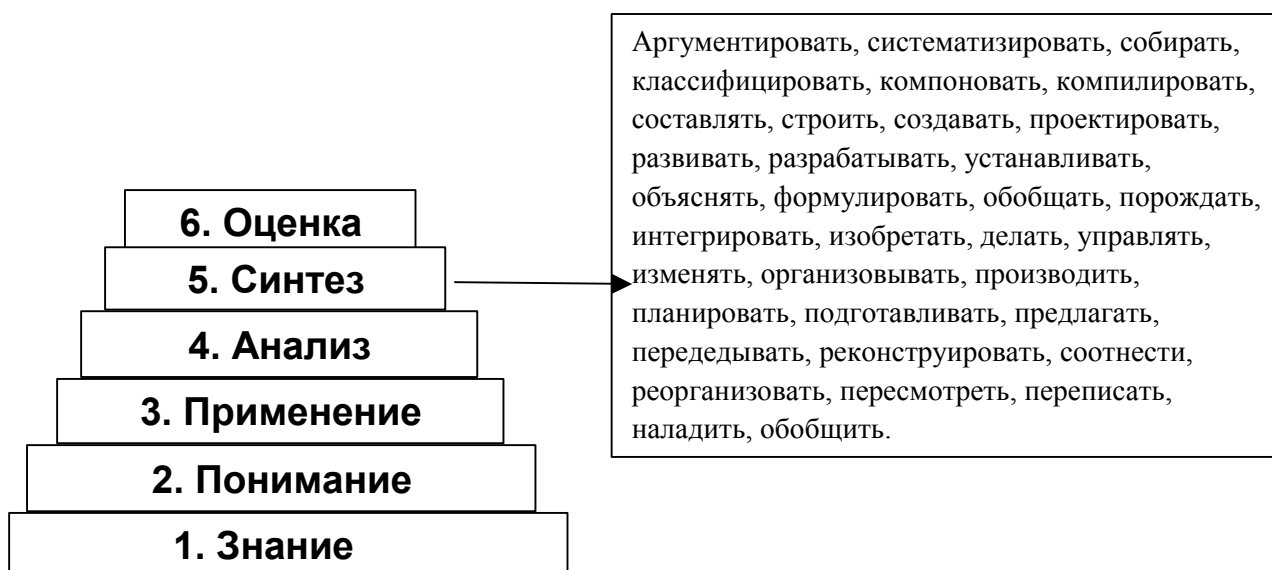 Аргументировать, систематизировать, собирать,
классифицировать, компоновать, компилировать,
составлять, строить, создавать, проектировать,
развивать, разрабатывать, устанавливать,
объяснять, формулировать, обобщать, порождать,
интегрировать, изобретать, делать, управлять,
изменять, организовывать, производить,
планировать, подготавливать, предлагать,
передедывать, реконструировать, соотнести,
реорганизовать, пересмотреть, переписать,
наладить, обобщить.
6. Оценка
5. Синтез
4. Анализ
3. Применение
2. Понимание
1. Знание